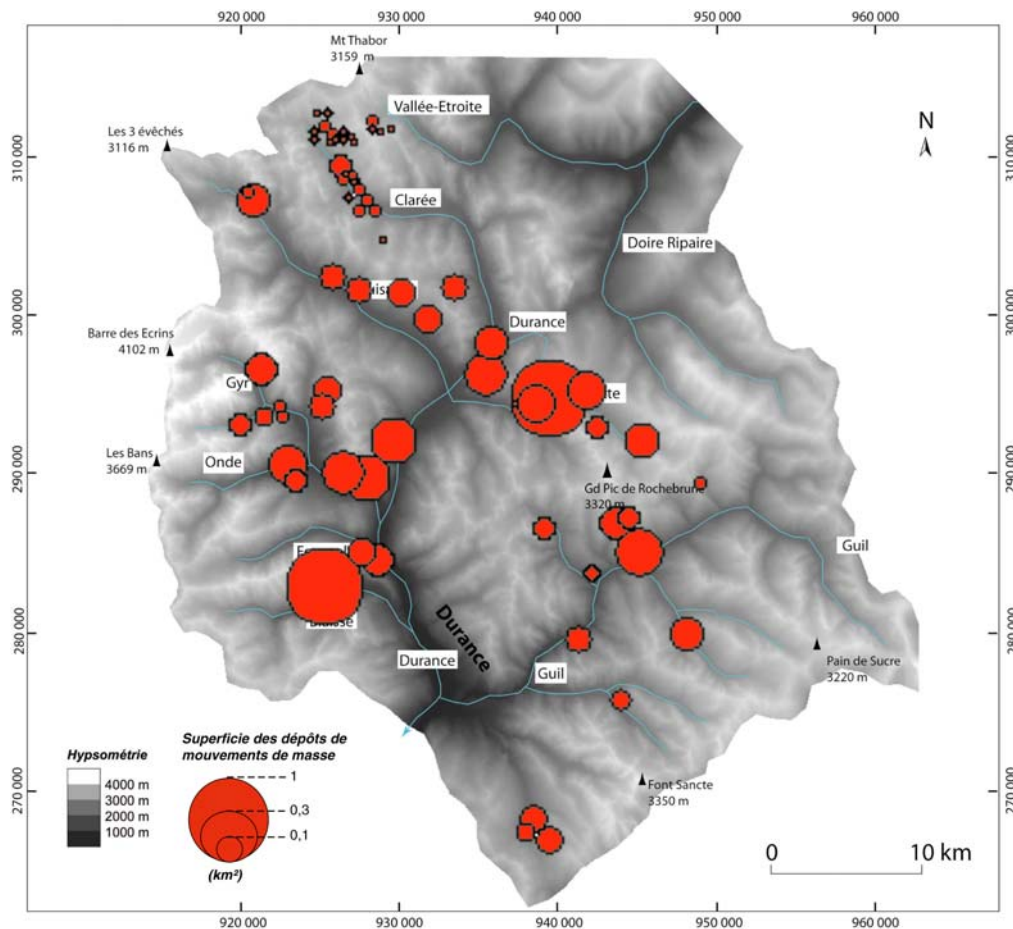 920 000 930 000 940 000 950 000 960 000
Mt Thabor
3159 m
Vallée-Etroite
N
Les 3 évêchés
3116 m
310 000
310 000
Clarée
Doire Ripaire
300 000
300 000
Durance
Barre des Ecrins
4102 m
Gyr
Les Bans
3669 m
Onde
290 000
290 000
Gd Pic de Rochebrune
3320 m
Guil
280 000
280 000
Durance
Durance
Guil
Pain de Sucre
3220 m
Font Sancte
3350 m
270 000
270 000
Hypsométrie
4000 m
3000 m
2000 m
1000 m
Superficie des dépôts de
mouvements de masse
1
0,3
0,1
(km²)
0 10 km
920 000 930 000 940 000 950 000 960 000